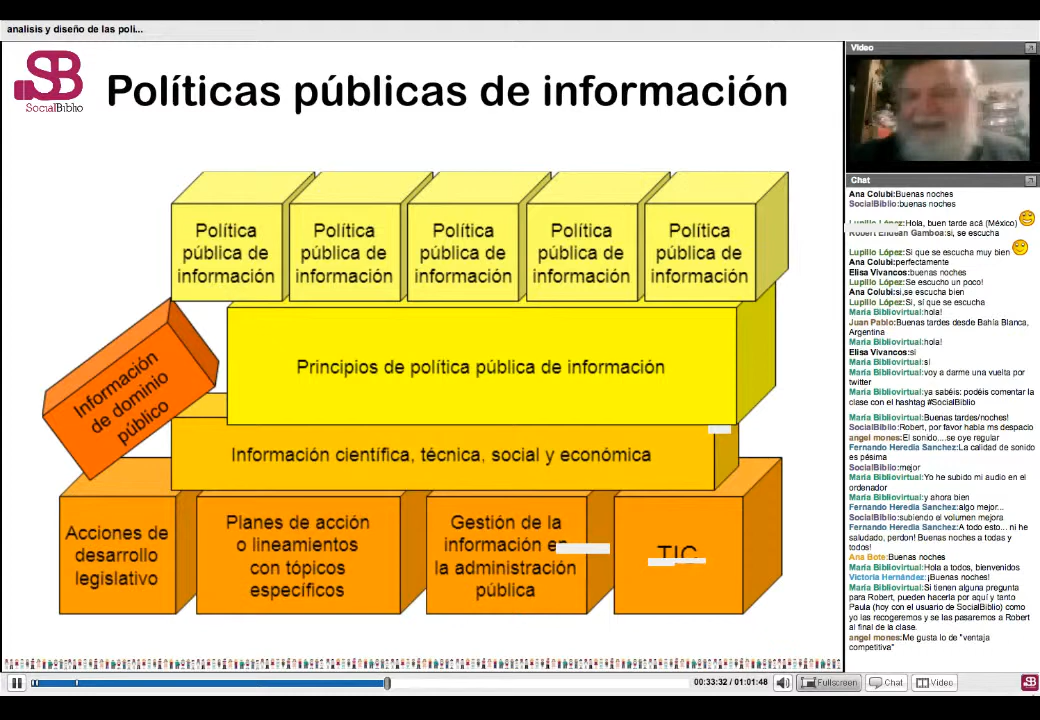 analisis y diseño de las poli...
SB
SocialBiblio
Políticas públicas de información
Política
pública de
información
Política
pública de
información
Política
pública de
información
Política
pública de
información
Política
pública de
información
Información
de dominio
público
Principios de política pública de información
Información científica, técnica, social y económica
Acciones de
desarrollo
legislativo
Planes de acción
o lineamientos
con tópicos
específicos
Gestión de la
información en
la administración
pública
TIC
Video
Chat
Ana Colubi:Buenas noches
SocialBiblio:buenas noches
Lupillo López:Hola, buen tarde acá (México)
Robert Endean Gamboa:si, se escucha
Lupillo López:Si que se escucha muy bien
Ana Colubi:perfectamente
Elisa Vivancos:buenas noches
Lupillo López:Se escucho un poco!
Ana Colubi:si,se escucha bien
Lupillo López:Si, sí que se escucha
María Bibliovirtual:hola!
Juan Pablo:Buenas tardes desde Bahía Blanca,
Argentina
María Bibliovirtual:hola!
Elisa Vivancos:si
María Bibliovirtual:sí
María Bibliovirtual:voy a darme una vuelta por
twitter
María Bibliovirtual:ya sabéis: podéis comentar la
clase con el hashtag #SocialBiblio
María Bibliovirtual:Buenas tardes/noches!
SocialBiblio:Robert, por favor habla ms despacio
angel mones:El sonido....se oye regular
Fernando Heredia Sanchez:La calidad de sonido
es pésima
SocialBiblio:mejor
María Bibliovirtual:Yo he subido mi audio en el
ordenador
María Bibliovirtual:y ahora bien
Fernando Heredia Sanchez:algo mejor...
SocialBiblio:subiendo el volumen mejora
Fernando Heredia Sanchez:A todo esto... ni he
saludado, perdon! Buenas noches a todas y
todos!
Ana Bote:Buenas noches
María Bibliovirtual:Hola a todos, bienvenidos
Victoria Hernández:¡Buenas noches!
María Bibliovirtual:Si tienen alguna pregunta
para Robert, pueden hacerla por aquí y tanto
Paula (hoy con el usuario de SocialBiblio) como
yo las recogeremos y se las pasaremos a Robert
al final de la clase.
angel mones:Me gusta lo de "ventaja
competitiva"
00:33:32 / 01:01:48
Fullscreen
Chat
Video
SB